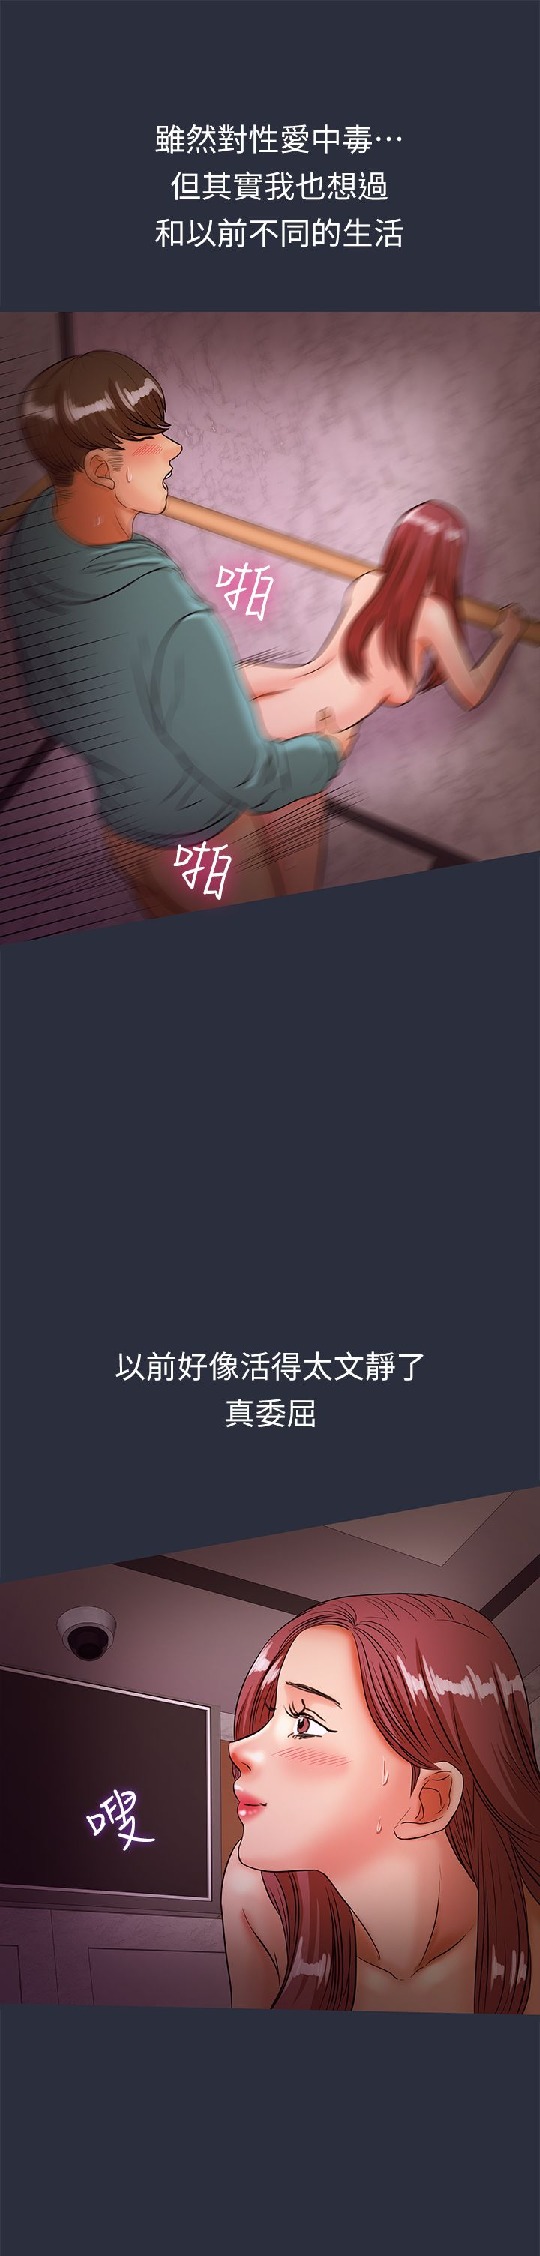 雖然對性愛中毒…
但其實我也想過
和以前不同的生活
啪
啪
以前好像活得太文靜了
真委屈
嗖